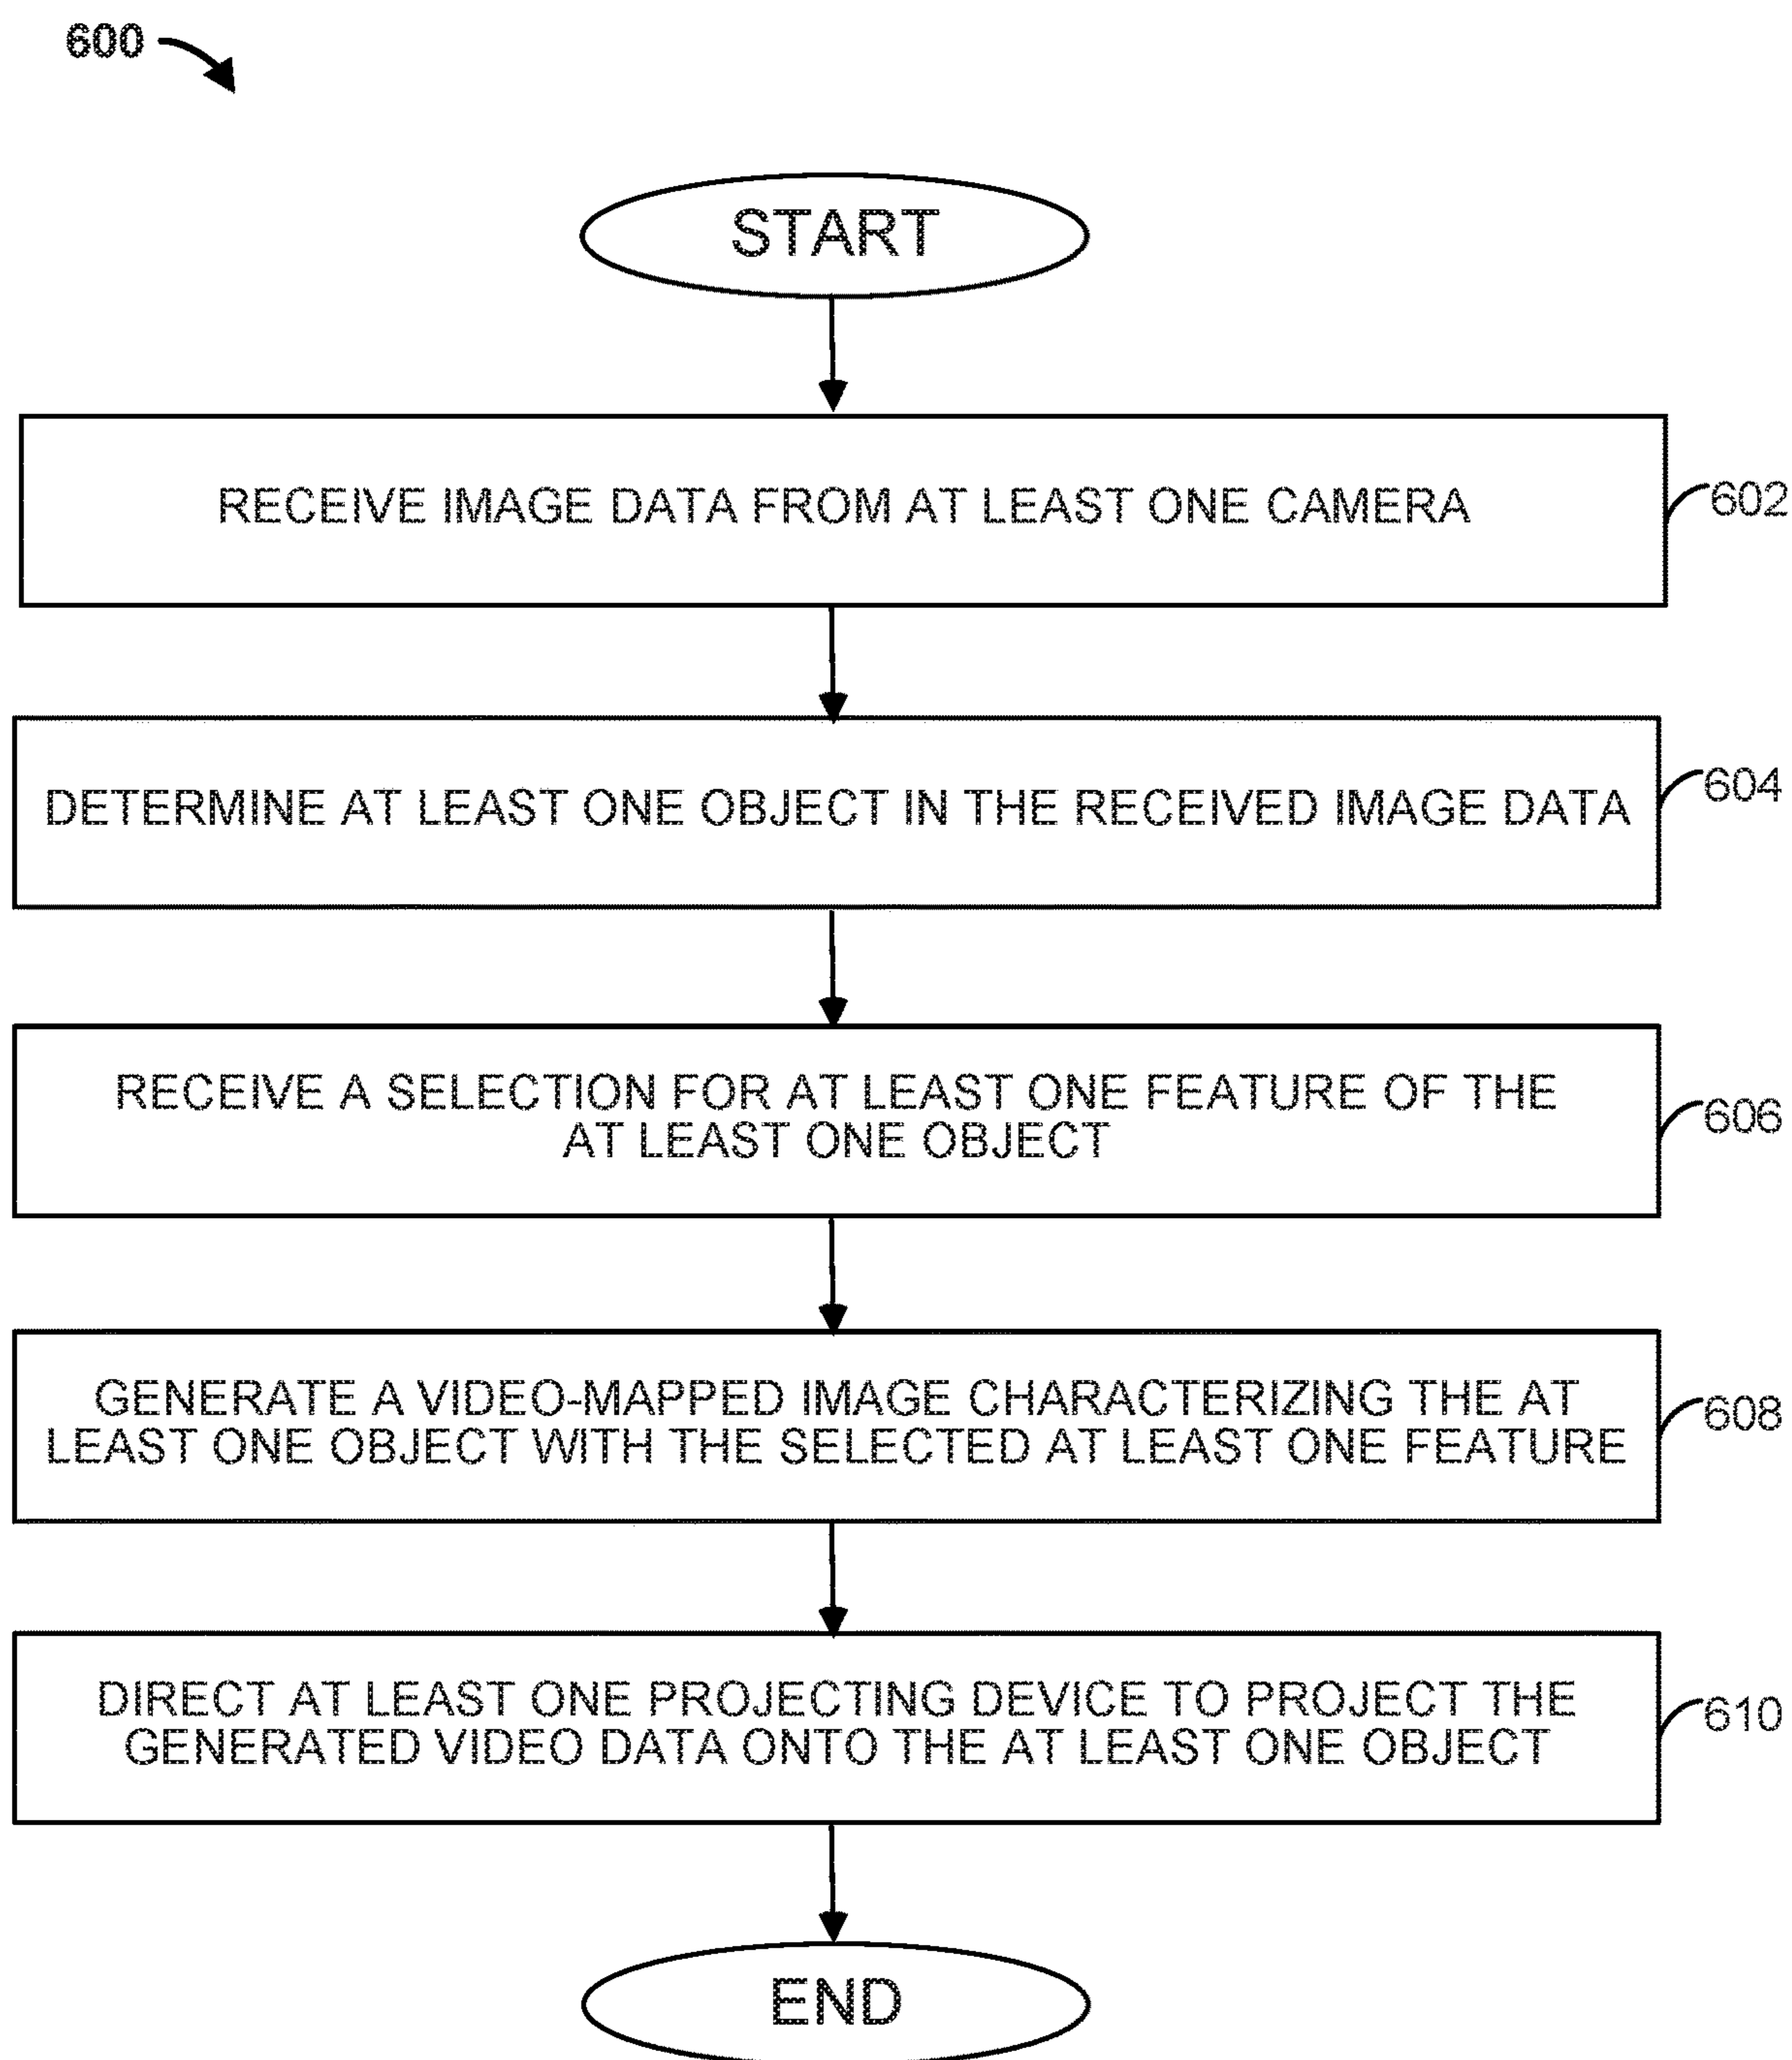 600
START
RECEIVE IMAGE DATA FROM AT LEAST ONE CAMERA
602
DETERMINE AT LEAST ONE OBJECT IN THE RECEIVED IMAGE DATA
604
RECEIVE A SELECTION FOR AT LEAST ONE FEATURE OF THE
AT LEAST ONE OBJECT
606
GENERATE A VIDEO-MAPPED IMAGE CHARACTERIZING THE AT
LEAST ONE OBJECT WITH THE SELECTED AT LEAST ONE FEATURE
608
DIRECT AT LEAST ONE PROJECTING DEVICE TO PROJECT THE
GENERATED VIDEO DATA ONTO THE AT LEAST ONE OBJECT
610
END